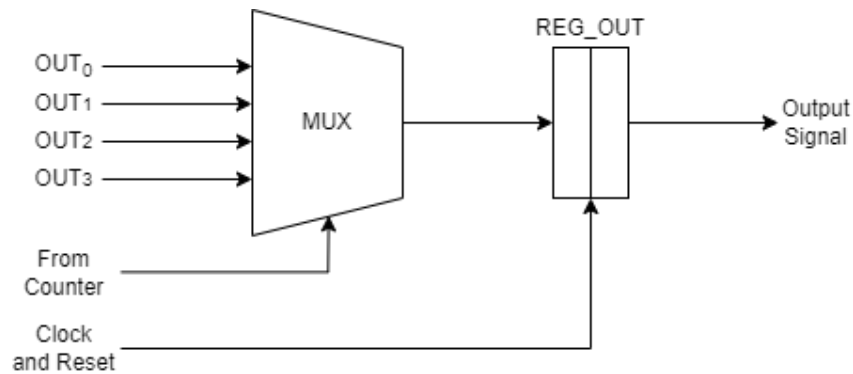 REG_OUT
OUT₀
OUT1
OUT2
OUT3
MUX
Output
Signal
From
Counter
Clock
and Reset